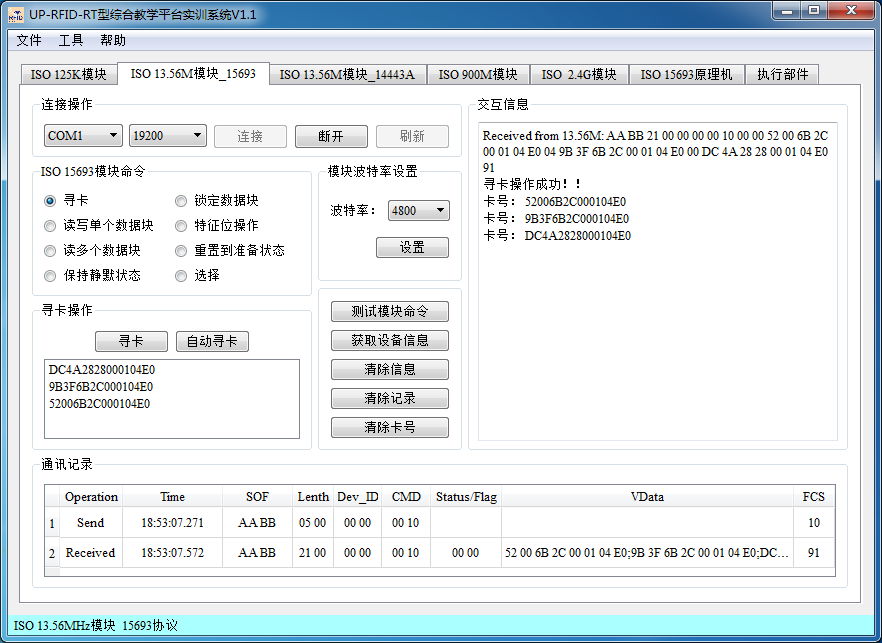 UP-RFID-RT型综合教学平台实训系统V1.1
文件 工具 帮助
ISO 125K模块 ISO 13.56M模块_15693 ISO 13.56M模块_14443A ISO 900M模块 ISO 2.4G模块 ISO 15693原理机 执行部件
连接操作
COM1 19200 连接 断开 刷新
ISO 15693模块命令
寻卡 锁定数据块
读写单个数据块 特征位操作
读多个数据块 重置到准备状态
保持静默状态 选择
模块波特率设置
波特率： 4800
设置
寻卡操作
寻卡 自动寻卡
DC4A2828000104E0
9B3F6B2C000104E0
52006B2C000104E0
测试模块命令
获取设备信息
清除信息
清除记录
清除卡号
交互信息
Received from 13.56M: AA BB 21 00 00 00 00 10 00 00 52 00 6B 2C
00 01 04 E0 04 9B 3F 6B 2C 00 01 04 E0 00 DC 4A 28 28 00 01 04 E0
91
寻卡操作成功！！
卡号： 52006B2C000104E0
卡号： 9B3F6B2C000104E0
卡号： DC4A2828000104E0
通讯记录
Operation Time SOF Lenth Dev_ID CMD Status/Flag VData FCS
1 Send 18:53:07.271 AA BB 05 00 00 00 00 10 10
2 Received 18:53:07.572 AA BB 21 00 00 00 00 10 00 00 52 00 6B 2C 00 01 04 E0;9B 3F 6B 2C 00 01 04 E0;DC... 91
ISO 13.56MHz模块 15693协议